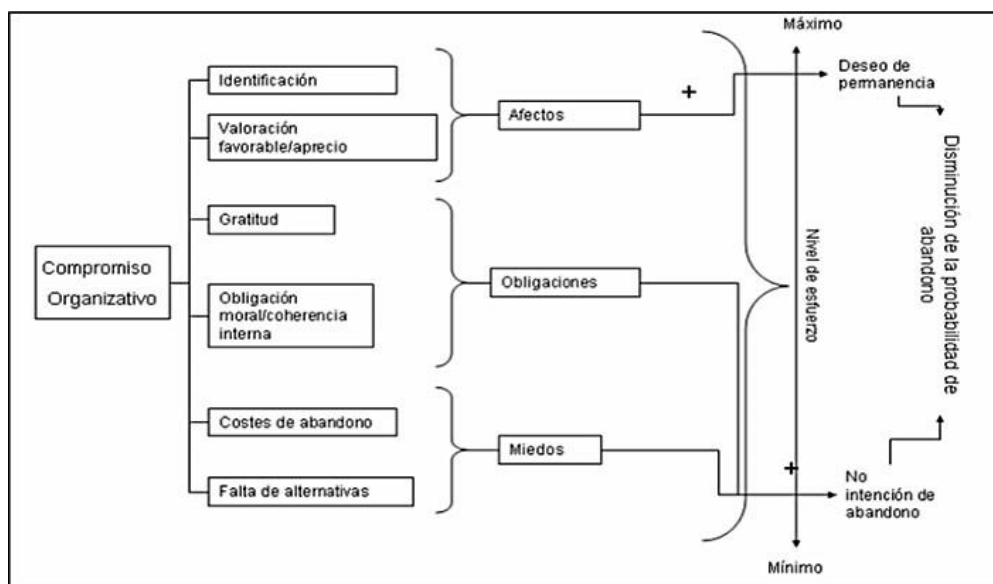 Compromiso
Organizativo
Identificación
Valoración
favorable/aprecio
Gratitud
Obligación
moral/coherencia
interna
Costes de abandono
Falta de alternativas
Afectos
Obligaciones
Miedos
+
+
Máximo
Nivel de esfuerzo
Mínimo
Deseo de
permanencia
No
intención de
abandono
Disminución de la probabilidad de
abandono